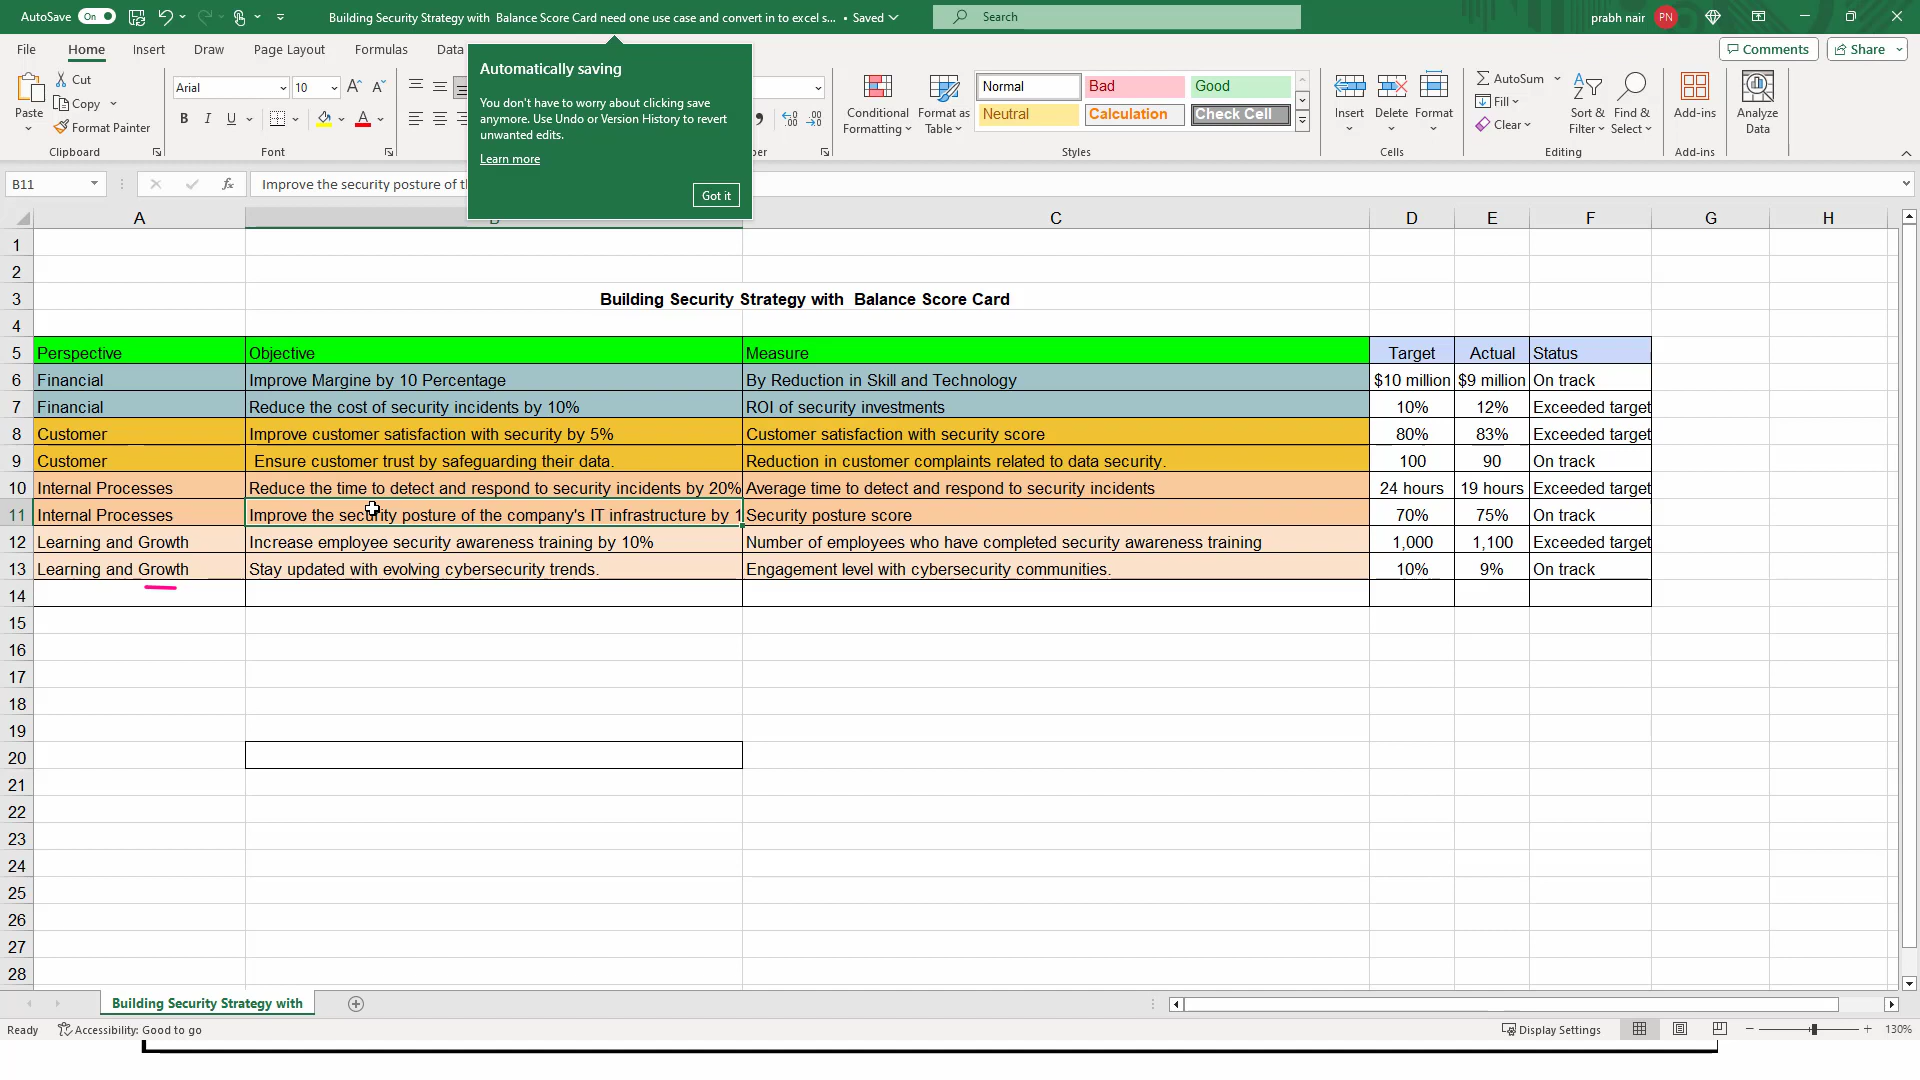 AutoSave On Building Security Strategy with Balance Score Card need one use case and convert in to excel s... • Saved Search prabh nair PN
File Home Insert Draw Page Layout Formulas Data Comments Share
Automatically saving
You don't have to worry about clicking save
anymore. Use Undo or Version History to revert
unwanted edits.
Learn more
Got it
Paste Cut
Copy
Format Painter
Clipboard
Arial 10
B I U
Font
Conditional
Formatting
Format as
Table
Normal Bad Good
Neutral Calculation Check Cell
Styles
Insert Delete Format
Cells
AutoSum
Fill
Clear
Sort &
Filter
Find &
Select
Editing
Add-ins
Add-ins
Analyze
Data
B11 fx Improve the security posture of
A C D E F G H
1
2
3 Building Security Strategy with Balance Score Card
4
5 Perspective Objective Measure Target Actual Status
6 Financial Improve Margine by 10 Percentage By Reduction in Skill and Technology $10 million $9 million On track
7 Financial Reduce the cost of security incidents by 10% ROI of security investments 10% 12% Exceeded target
8 Customer Improve customer satisfaction with security by 5% Customer satisfaction with security score 80% 83% Exceeded target
9 Customer Ensure customer trust by safeguarding their data. Reduction in customer complaints related to data security. 100 90 On track
10 Internal Processes Reduce the time to detect and respond to security incidents by 20% Average time to detect and respond to security incidents 24 hours 19 hours Exceeded target
11 Internal Processes Improve the security posture of the company's IT infrastructure by 1 Security posture score 70% 75% On track
12 Learning and Growth Increase employee security awareness training by 10% Number of employees who have completed security awareness training 1,000 1,100 Exceeded target
13 Learning and Growth Stay updated with evolving cybersecurity trends. Engagement level with cybersecurity communities. 10% 9% On track
14
15
16
17
18
19
20
21
22
23
24
25
26
27
28
Building Security Strategy with
Ready Accessibility: Good to go Display Settings 130%